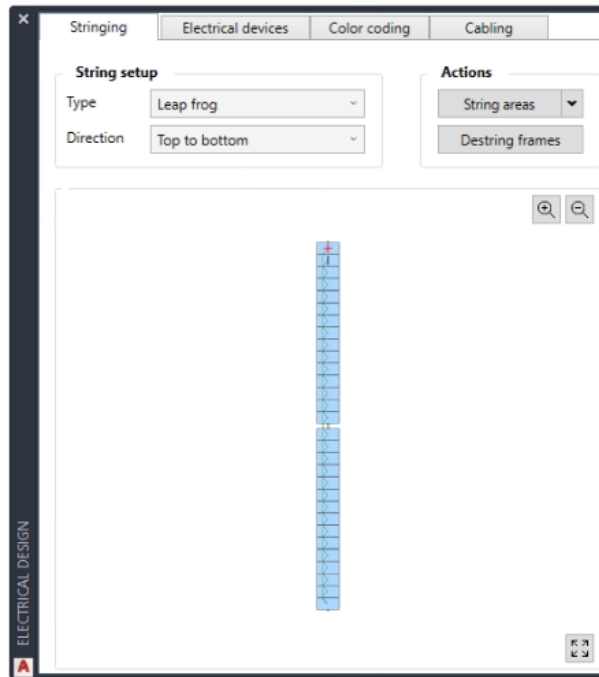 Stringing
Electrical devices
Color coding
Cabling
String setup
Type
Leap frog
Direction
Top to bottom
Actions
String areas
Destring frames
ELECTRICAL DESIGN
A